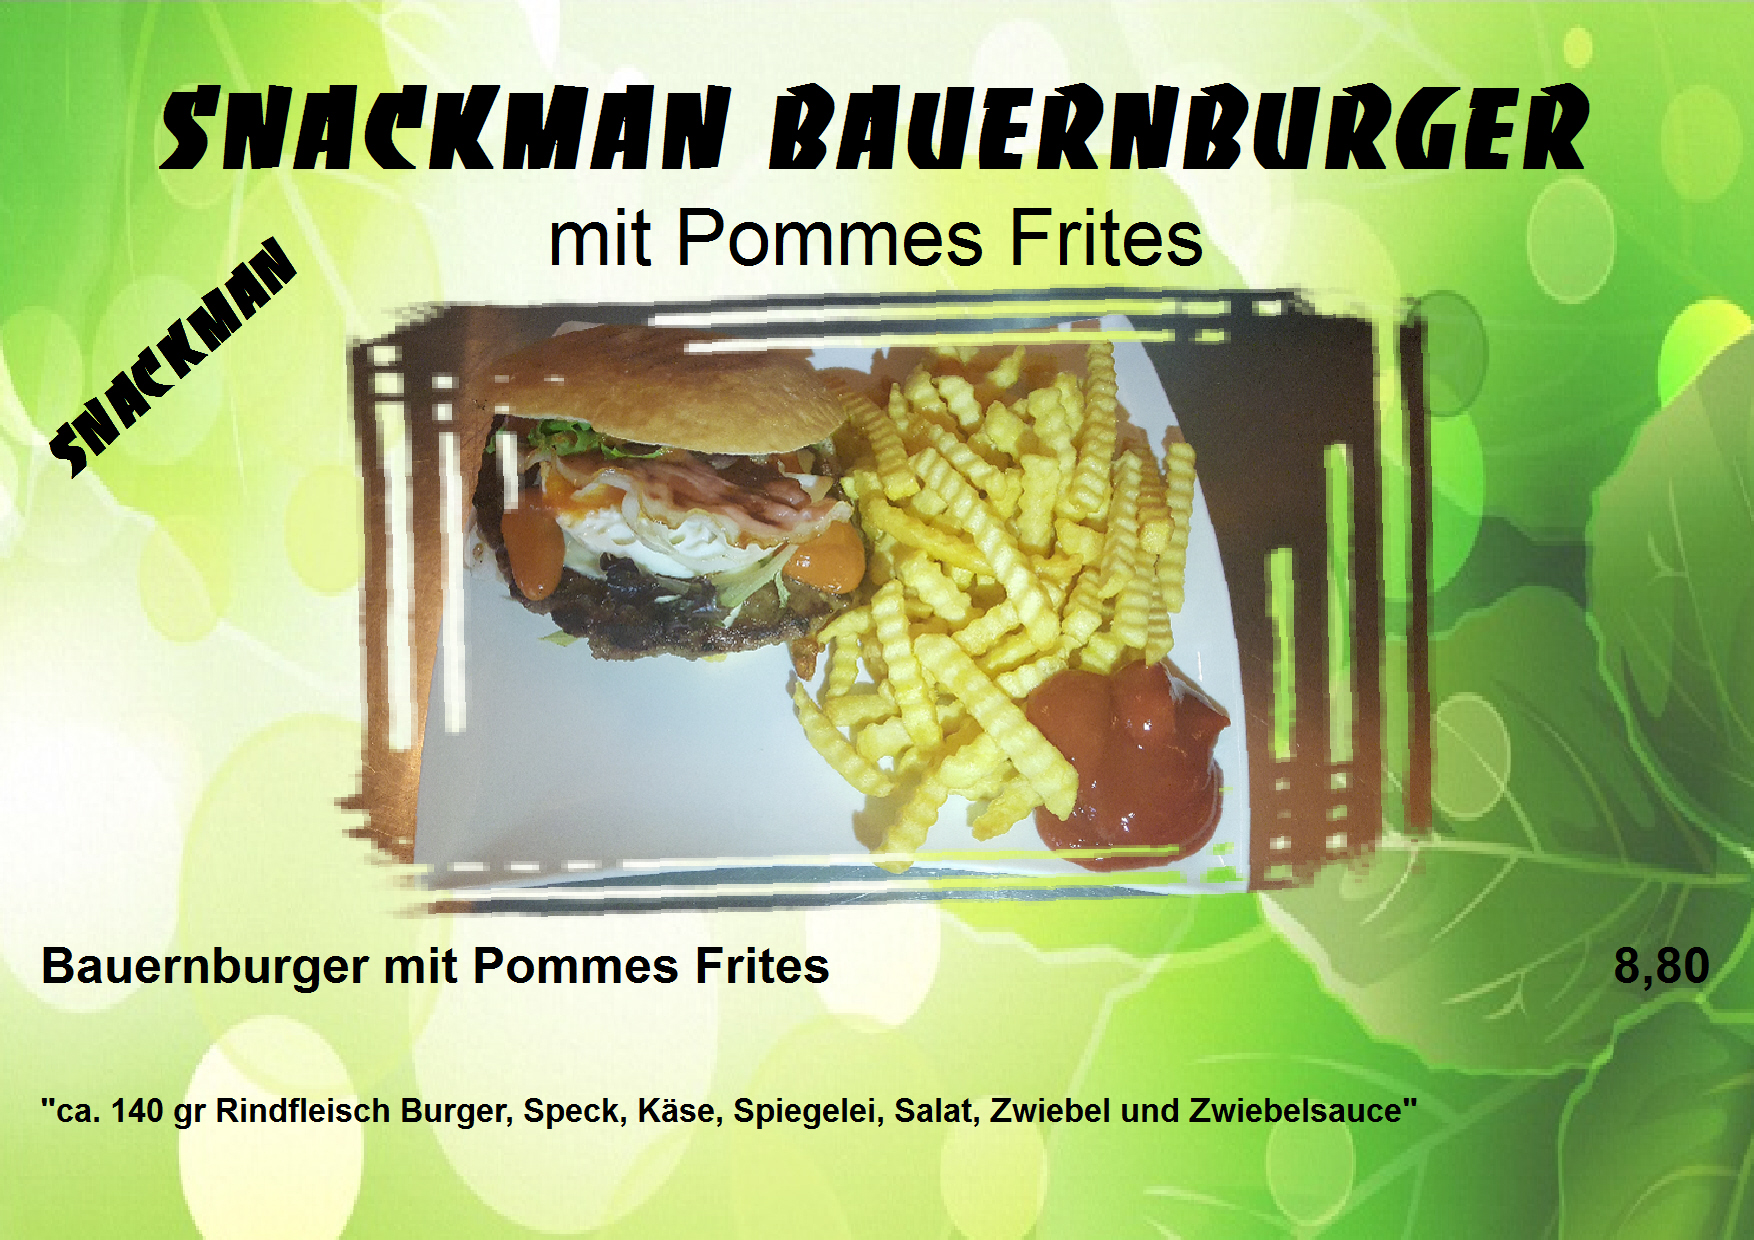 SNACKMAN BAUERNBURGER
mit Pommes Frites
SNACKMAN
Bauernburger mit Pommes Frites 8,80
"ca. 140 gr Rindfleisch Burger, Speck, Käse, Spiegelei, Salat, Zwiebel und Zwiebelsauce"